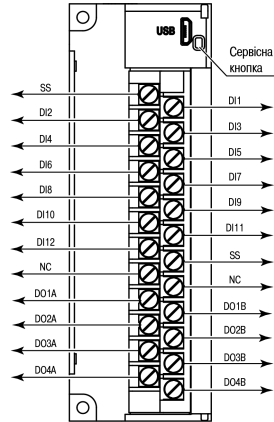 USB
Сервісна
кнопка
SS
DI1
DI2
DI3
DI4
DI5
DI6
DI7
DI8
DI9
DI10
DI11
DI12
SS
NC
NC
DO1A
DO1B
DO2A
DO2B
DO3A
DO3B
DO4A
DO4B